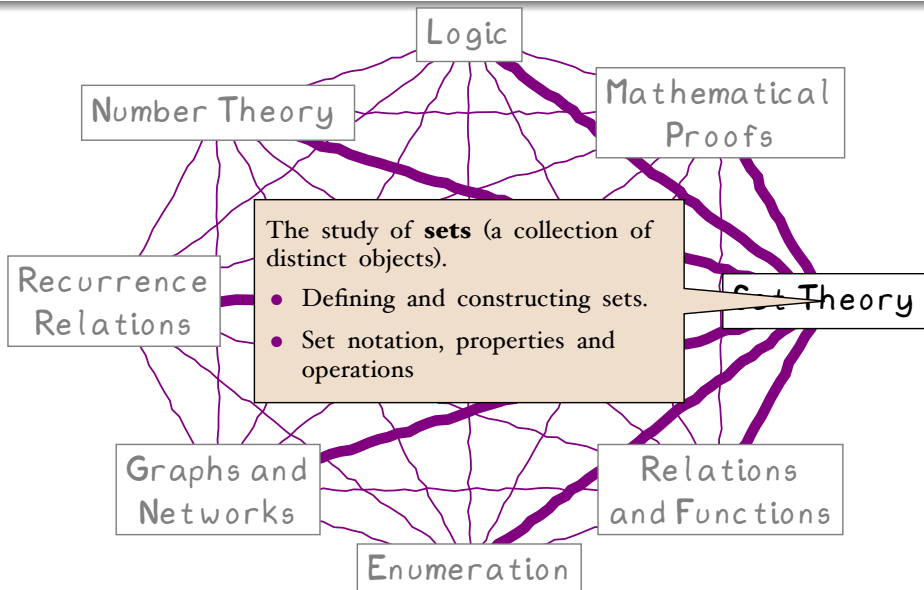 Logic
Number Theory
Mathematical
Proofs
The study of sets (a collection of
distinct objects).
• Defining and constructing sets.
• Set notation, properties and
operations
Recurrence
Relations
Theory
Graphs and
Networks
Relations
and Functions
Enumeration